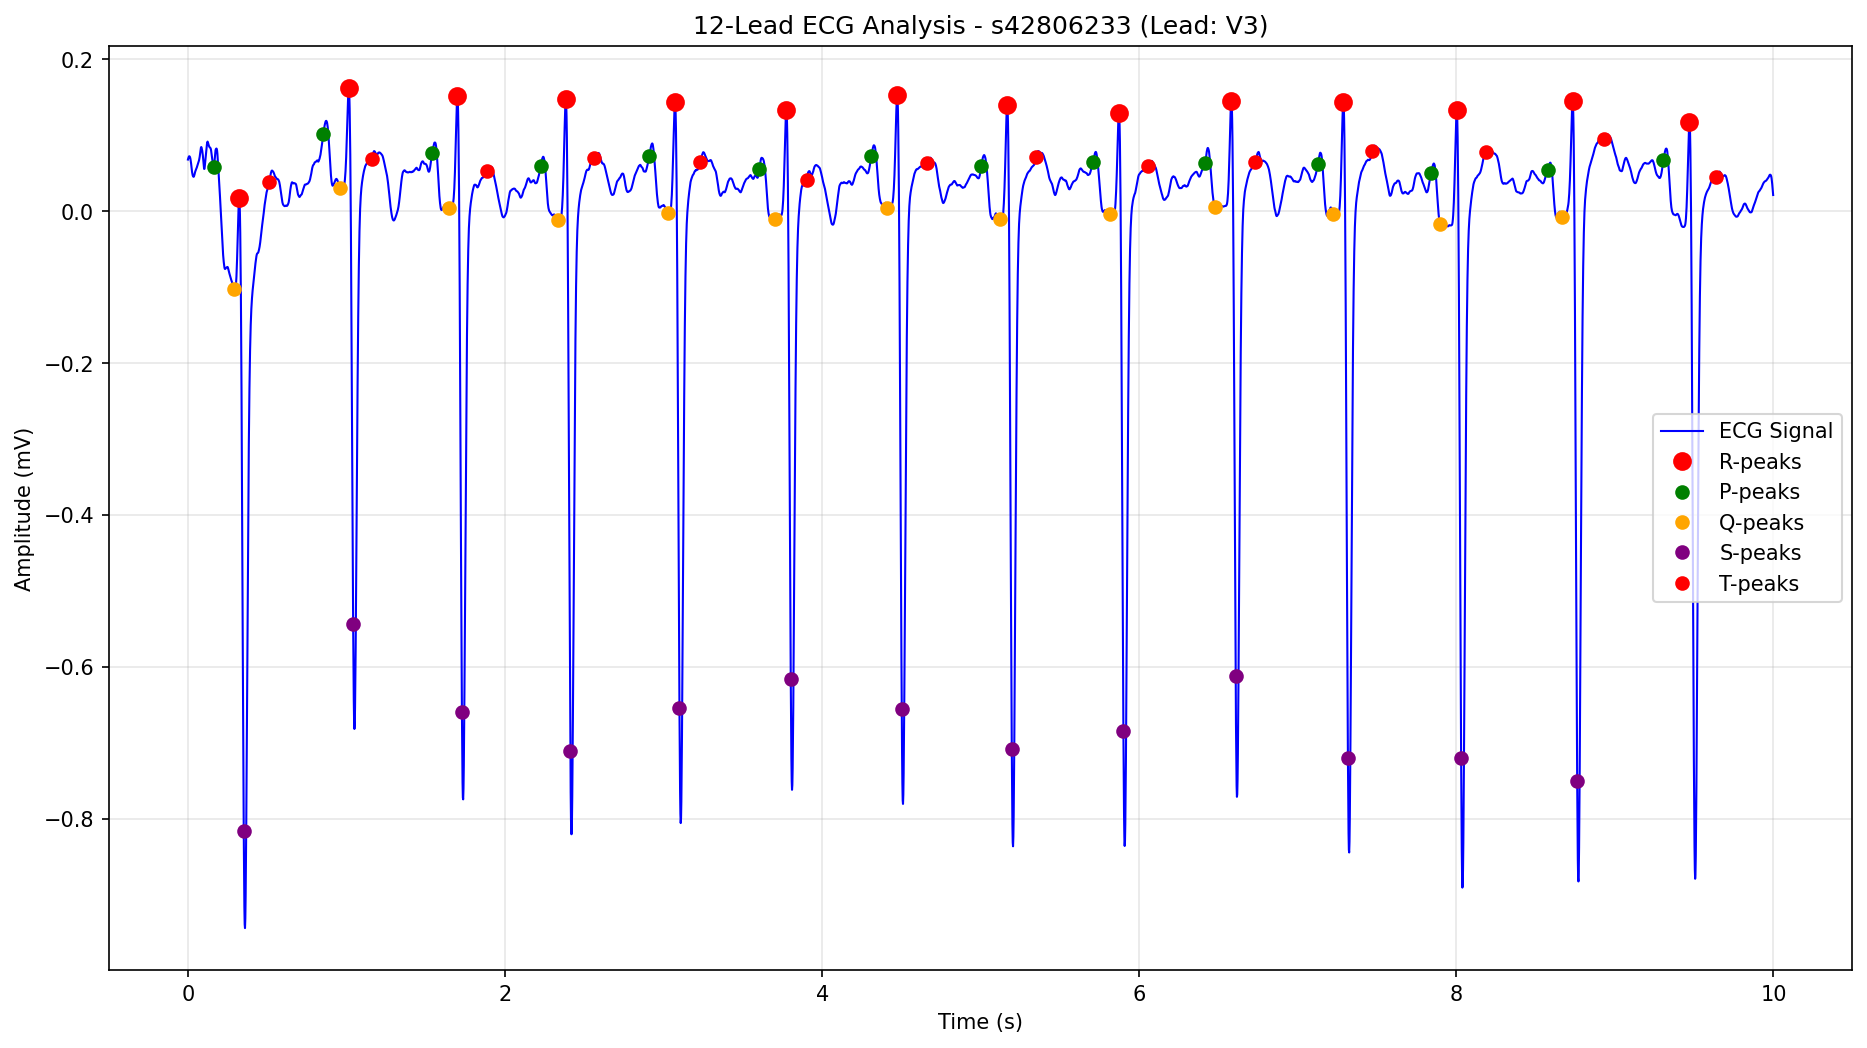 12-Lead ECG Analysis - s42806233 (Lead: V3)
0.2
0.0
−0.2
−0.4
−0.6
−0.8
Amplitude (mV)
ECG Signal
R-peaks
P-peaks
Q-peaks
S-peaks
T-peaks
0
2
4
6
8
10
Time (s)